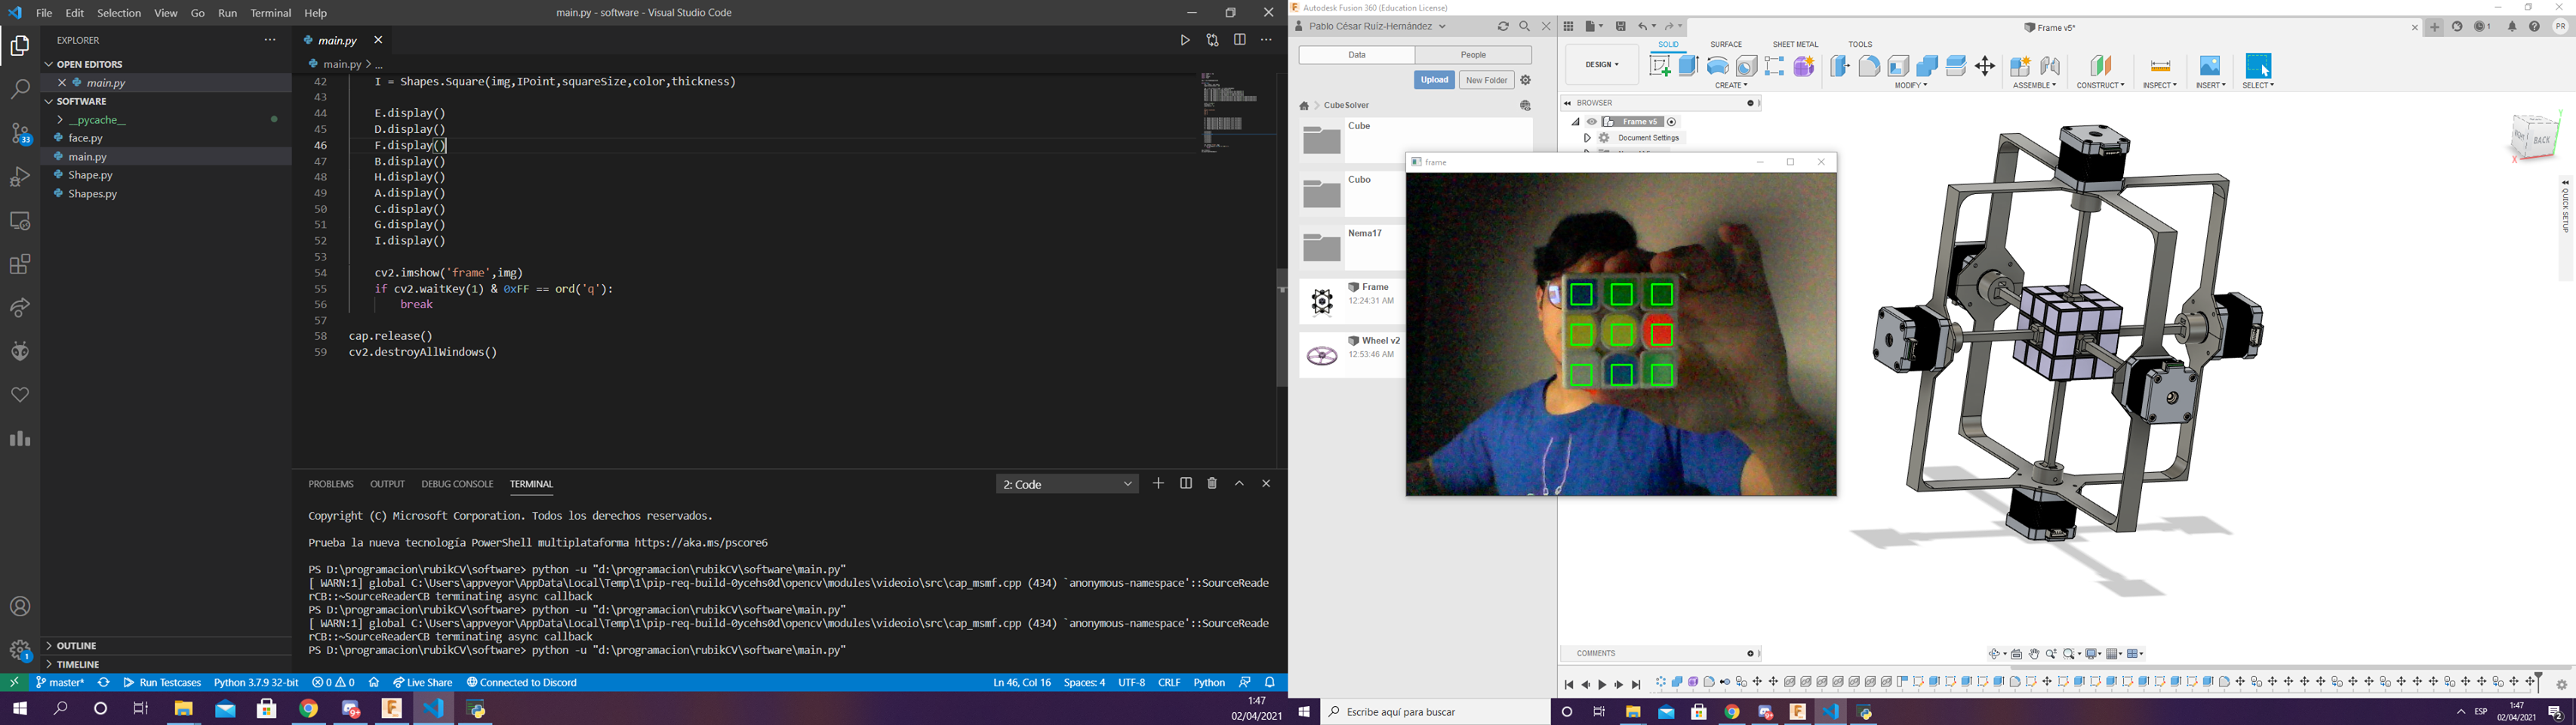 File Edit Selection View Go Run Terminal Help
main.py - software - Visual Studio Code
EXPLORER
OPEN EDITORS
main.py
SOFTWARE
__pycache__
face.py
main.py
Shape.py
Shapes.py
OUTLINE
TIMELINE
33
1
main.py
main.py > ...
42 I = Shapes.Square(img,IPoint,squareSize,color,thickness)
43
44 E.display()
45 D.display()
46 F.display()
47 B.display()
48 H.display()
49 A.display()
50 C.display()
51 G.display()
52 I.display()
53
54 cv2.imshow('frame',img)
55 if cv2.waitKey(1) & 0xFF == ord('q'):
56 break
57
58 cap.release()
59 cv2.destroyAllWindows()
PROBLEMS OUTPUT DEBUG CONSOLE TERMINAL
2: Code
Copyright (C) Microsoft Corporation. Todos los derechos reservados.
Prueba la nueva tecnología PowerShell multiplataforma https://aka.ms/pscore6
PS D:\programacion\rubikCV\software> python -u "d:\programacion\rubikCV\software\main.py"
[ WARN:1] global C:\Users\appveyor\AppData\Local\Temp\1\pip-req-build-0ycehs0d\opencv\modules\videoio\src\cap_msmf.cpp (434) `anonymous-namespace'::SourceReade
rCB::~SourceReaderCB terminating async callback
PS D:\programacion\rubikCV\software> python -u "d:\programacion\rubikCV\software\main.py"
[ WARN:1] global C:\Users\appveyor\AppData\Local\Temp\1\pip-req-build-0ycehs0d\opencv\modules\videoio\src\cap_msmf.cpp (434) `anonymous-namespace'::SourceReade
rCB::~SourceReaderCB terminating async callback
PS D:\programacion\rubikCV\software> python -u "d:\programacion\rubikCV\software\main.py"
master* Run Testcases Python 3.7.9 32-bit 0 0 Live Share Connected to Discord
Ln 46, Col 16 Spaces: 4 UTF-8 CRLF Python
1:47
02/04/2021
Autodesk Fusion 360 (Education License)
Pablo César Ruíz-Hernández
Frame v5*
1
PR
Data People
Upload New Folder
CubeSolver
Cube
Cubo
Nema17
Frame
12:24:31 AM
Wheel v2
12:53:46 AM
DESIGN
SOLID SURFACE SHEET METAL TOOLS
CREATE MODIFY ASSEMBLE CONSTRUCT INSPECT INSERT SELECT
BROWSER
Frame v5
Document Settings
frame
BACK
QUICK SETUP
COMMENTS
Escribe aquí para buscar
ESP
1:47
02/04/2021
2